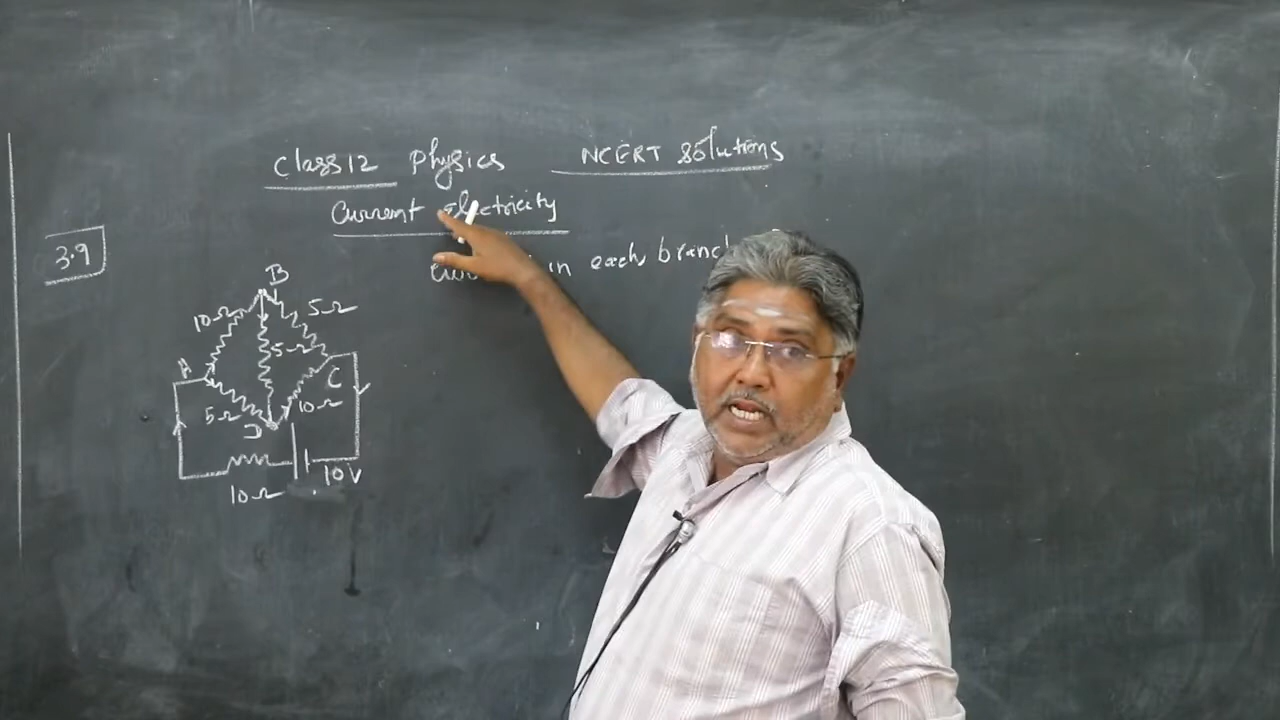 Class 12 Physics NCERT Solutions
Current Electricity
3.9
in each branch
B
10Ω
5Ω
5Ω
A
C
5Ω
10Ω
D
10V
10Ω